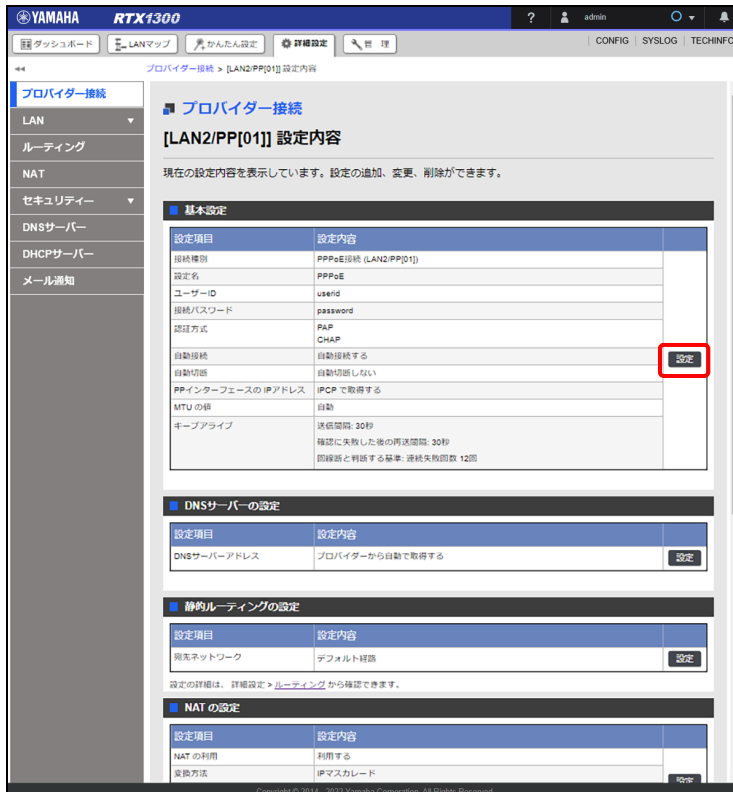 YAMAHA RTX1300 ? admin
ダッシュボード LANマップ かんたん設定 詳細設定 管 理 CONFIG SYSLOG TECHINFO
プロバイダー接続 > [LAN2/PP[01]] 設定内容
プロバイダー接続
LAN
ルーティング
NAT
セキュリティー
DNSサーバー
DHCPサーバー
メール通知
プロバイダー接続
[LAN2/PP[01]] 設定内容
現在の設定内容を表示しています。設定の追加、変更、削除ができます。
基本設定
設定項目 設定内容
接続種別 PPPoE接続 (LAN2/PP[01])
設定名 PPPoE
ユーザーID userid
接続パスワード password
認証方式 PAP
CHAP
自動接続 自動接続する
設定
自動切断 自動切断しない
PPインターフェースの IPアドレス IPCP で取得する
MTU の値 自動
キープアライブ 送信間隔: 30秒
確認に失敗した後の再送間隔: 30秒
回線断と判断する基準: 連続失敗回数 12回
DNSサーバーの設定
設定項目 設定内容
DNSサーバーアドレス プロバイダーから自動で取得する 設定
静的ルーティングの設定
設定項目 設定内容
宛先ネットワーク デフォルト経路 設定
設定の詳細は、 詳細設定 > ルーティング から確認できます。
NAT の設定
設定項目 設定内容
NAT の利用 利用する
変換方法 IPマスカレード
設定
Copyright © 2014 - 2023 Yamaha Corporation. All Rights Reserved.